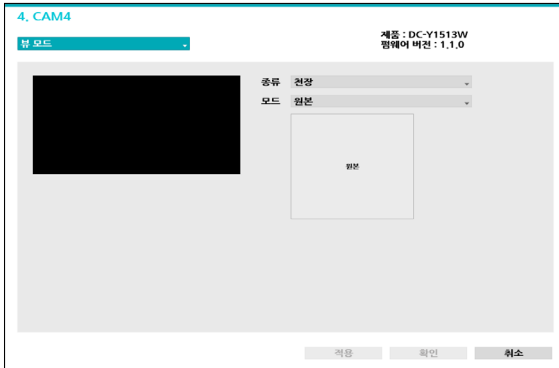 4. CAM4
뷰 모드
제품 : DC-Y1513W
펌웨어 버전 : 1.1.0
종류 천장
모드 원본
원본
적용 확인 취소